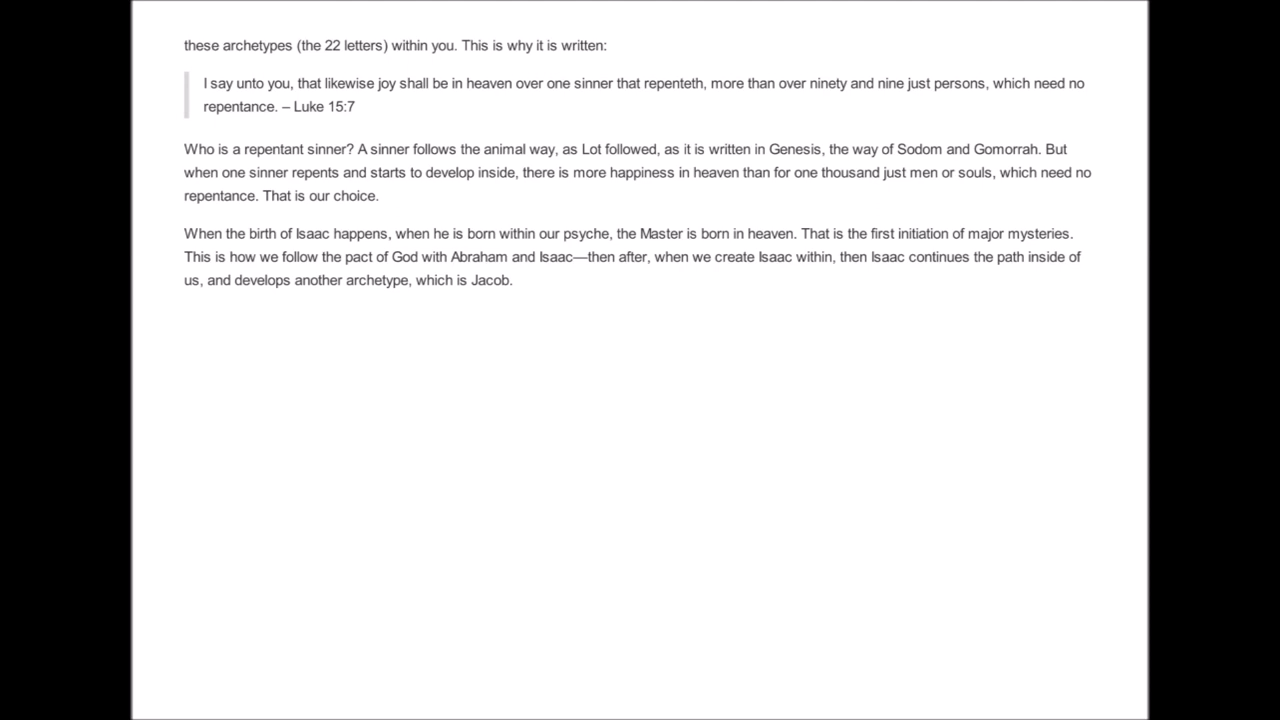 these archetypes (the 22 letters) within you. This is why it is written:
I say unto you, that likewise joy shall be in heaven over one sinner that repenteth, more than over ninety and nine just persons, which need no
repentance. – Luke 15:7
Who is a repentant sinner? A sinner follows the animal way, as Lot followed, as it is written in Genesis, the way of Sodom and Gomorrah. But
when one sinner repents and starts to develop inside, there is more happiness in heaven than for one thousand just men or souls, which need no
repentance. That is our choice.
When the birth of Isaac happens, when he is born within our psyche, the Master is born in heaven. That is the first initiation of major mysteries.
This is how we follow the pact of God with Abraham and Isaac—then after, when we create Isaac within, then Isaac continues the path inside of
us, and develops another archetype, which is Jacob.